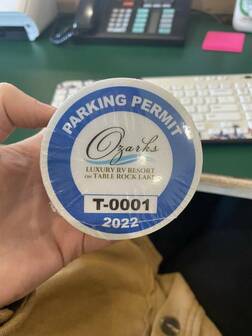 PARKING PERMIT
Ozarks
LUXURY RV RESORT
ON TABLE ROCK LAKE
T-0001
2022